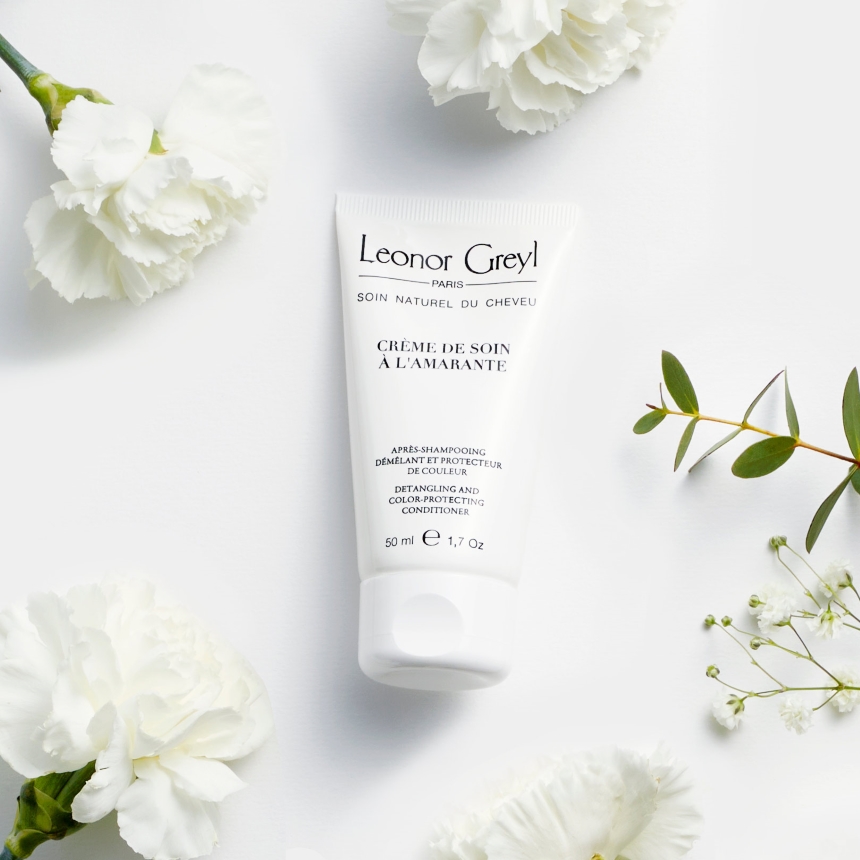 Leonor Greyl
PARIS
SOIN NATUREL DU CHEVEU
CRÈME DE SOIN
À L'AMARANTE
APRÈS-SHAMPOOING
DÉMÊLANT ET PROTECTEUR
DE COULEUR
DETANGLING AND
COLOR-PROTECTING
CONDITIONER
50 ml ℮ 1,7 Oz